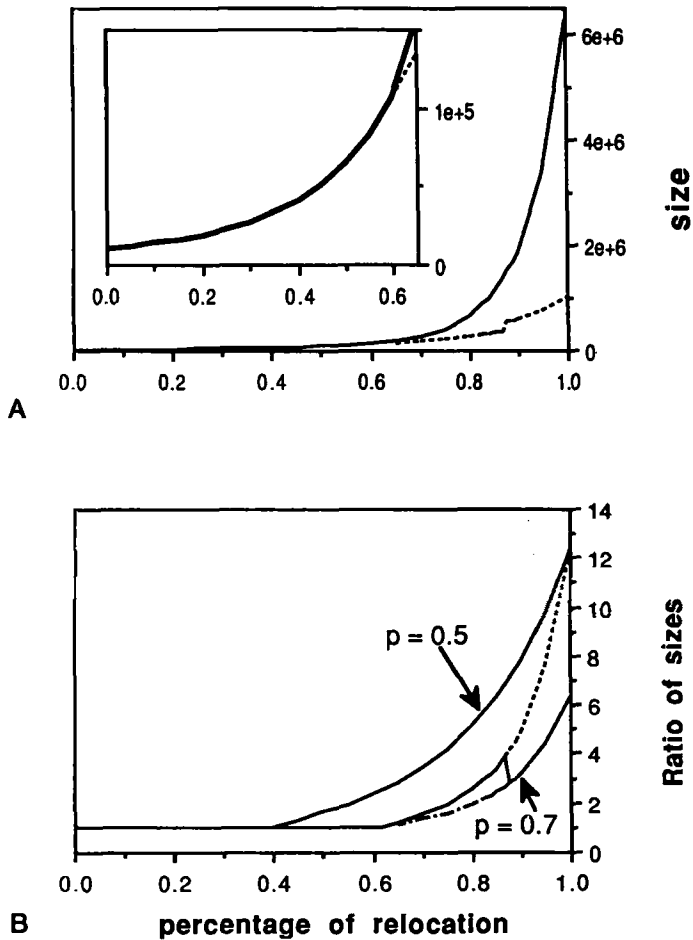 6e+6
4e+6
2e+6
0
size
1e+5
0
0.0 0.2 0.4 0.6
0.0 0.2 0.4 0.6 0.8 1.0
A
14
12
10
8
6
4
2
0
Ratio of sizes
p = 0.5
p = 0.7
0.0 0.2 0.4 0.6 0.8 1.0
B
percentage of relocation